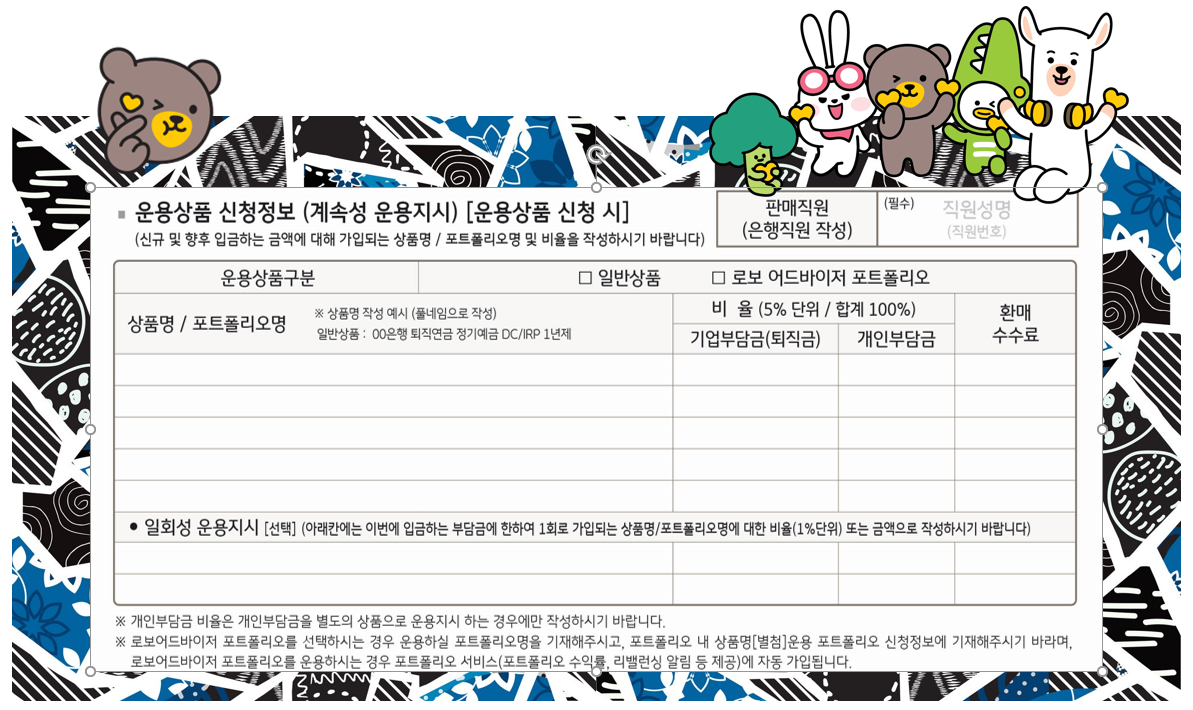 운용상품 신청정보 (계속성 운용지시) [운용상품 신청 시]
(신규 및 향후 입금하는 금액에 대해 가입되는 상품명 / 포트폴리오명 및 비율을 작성하시기 바랍니다)
판매직원
(은행직원 작성)
(필수)
직원성명
(직원번호)
운용상품구분
□ 일반상품
□ 로보 어드바이저 포트폴리오
상품명 / 포트폴리오명
※ 상품명 작성 예시 (풀네임으로 작성)
일반상품 : 00은행 퇴직연금 정기예금 DC/IRP 1년제
비 율 (5% 단위 / 합계 100%)
기업부담금(퇴직금)
개인부담금
환매
수수료
• 일회성 운용지시 [선택] (아래칸에는 이번에 입금하는 부담금에 한하여 1회로 가입되는 상품명/포트폴리오명에 대한 비율(1%단위) 또는 금액으로 작성하시기 바랍니다)
※ 개인부담금 비율은 개인부담금을 별도의 상품으로 운용지시 하는 경우에만 작성하시기 바랍니다.
※ 로보어드바이저 포트폴리오를 선택하시는 경우 운용하실 포트폴리오명을 기재해주시고, 포트폴리오 내 상품명[별첨]운용 포트폴리오 신청정보에 기재해주시기 바라며,
로보어드바이저 포트폴리오를 운용하시는 경우 포트폴리오 서비스(포트폴리오 수익률, 리밸런싱 알림 등 제공)에 자동 가입됩니다.